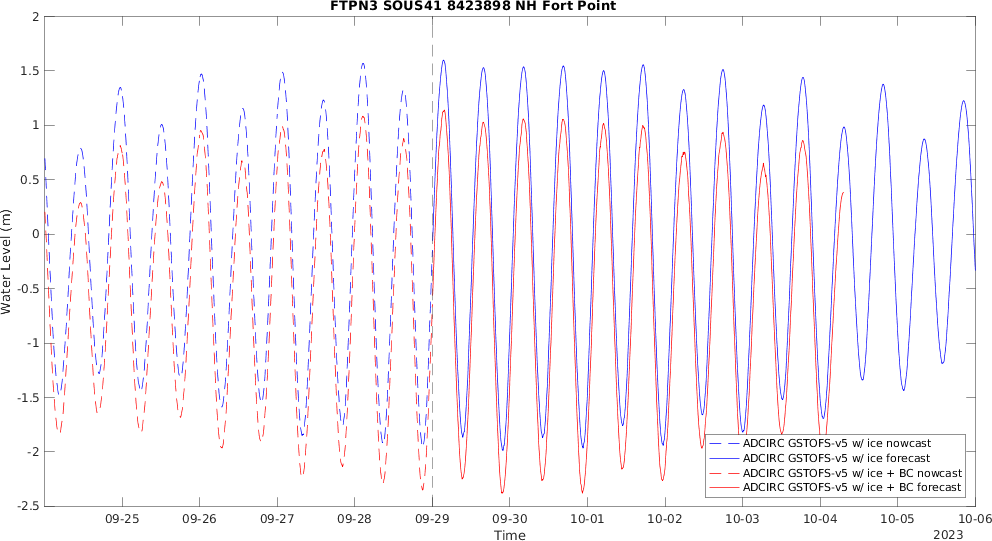 FTPN3 SOUS41 8423898 NH Fort Point
2
1.5
1
0.5
0
-0.5
-1
-1.5
-2
-2.5
Water Level (m)
ADCIRC GSTOFS-v5 w/ ice nowcast
ADCIRC GSTOFS-v5 w/ ice forecast
ADCIRC GSTOFS-v5 w/ ice + BC nowcast
ADCIRC GSTOFS-v5 w/ ice + BC forecast
09-25 09-26 09-27 09-28 09-29 09-30 10-01 10-02 10-03 10-04 10-05 10-06
Time
2023